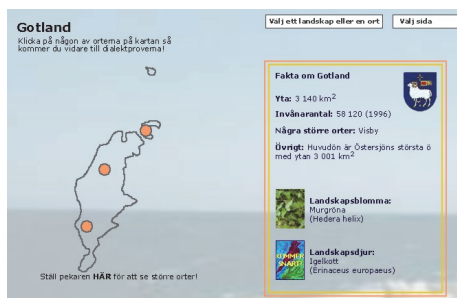 Gotland
Klicka på någon av orterna på kartan så
kommer du vidare till dialektproverna!
Välj ett landskap eller en ort
Välj sida
Fakta om Gotland
Yta: 3 140 km2
Invånarantal: 58 120 (1996)
Några större orter: Visby
Övrigt: Huvudön är Östersjöns största ö
med ytan 3 001 km2
Landskapsblomma:
Murgröna
(Hedera helix)
Landskapsdjur:
Igelkott
(Erinaceus europaeus)
SOMMER
SNART?
Ställ pekaren HÄR för att se större orter!